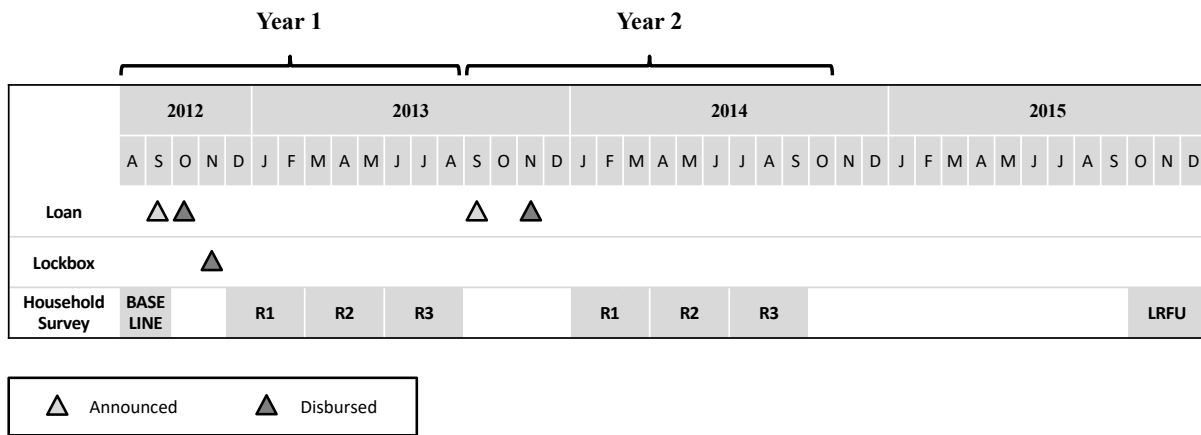 Year 1 Year 2
2012 2013 2014 2015
A S O N D J F M A M J J A S O N D J F M A M J J A S O N D J F M A M J J A S O N D
Loan
Lockbox
Household BASE R1 R2 R3 R1 R2 R3 LRFU
Survey LINE
Announced Disbursed